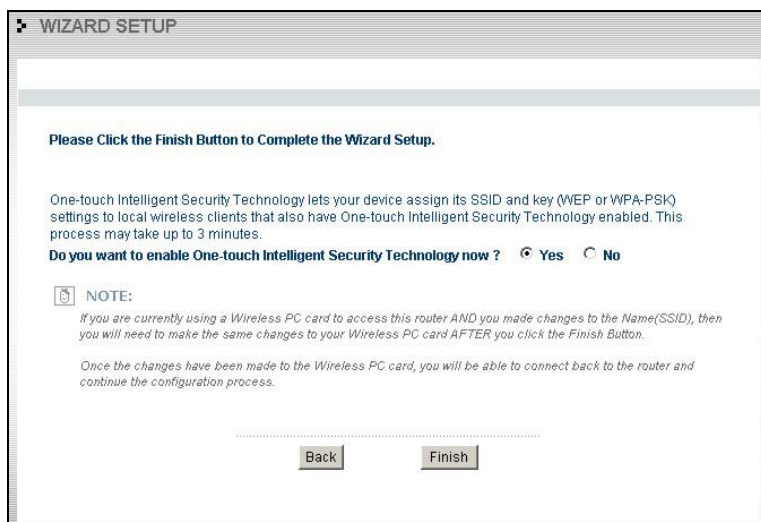 WIZARD SETUP
Please Click the Finish Button to Complete the Wizard Setup.
One-touch Intelligent Security Technology lets your device assign its SSID and key (WEP or WPA-PSK)
settings to local wireless clients that also have One-touch Intelligent Security Technology enabled. This
process may take up to 3 minutes.
Do you want to enable One-touch Intelligent Security Technology now ? Yes No
NOTE:
If you are currently using a Wireless PC card to access this router AND you made changes to the Name(SSID), then
you will need to make the same changes to your Wireless PC card AFTER you click the Finish Button.
Once the changes have been made to the Wireless PC card, you will be able to connect back to the router and
continue the configuration process.
Back Finish